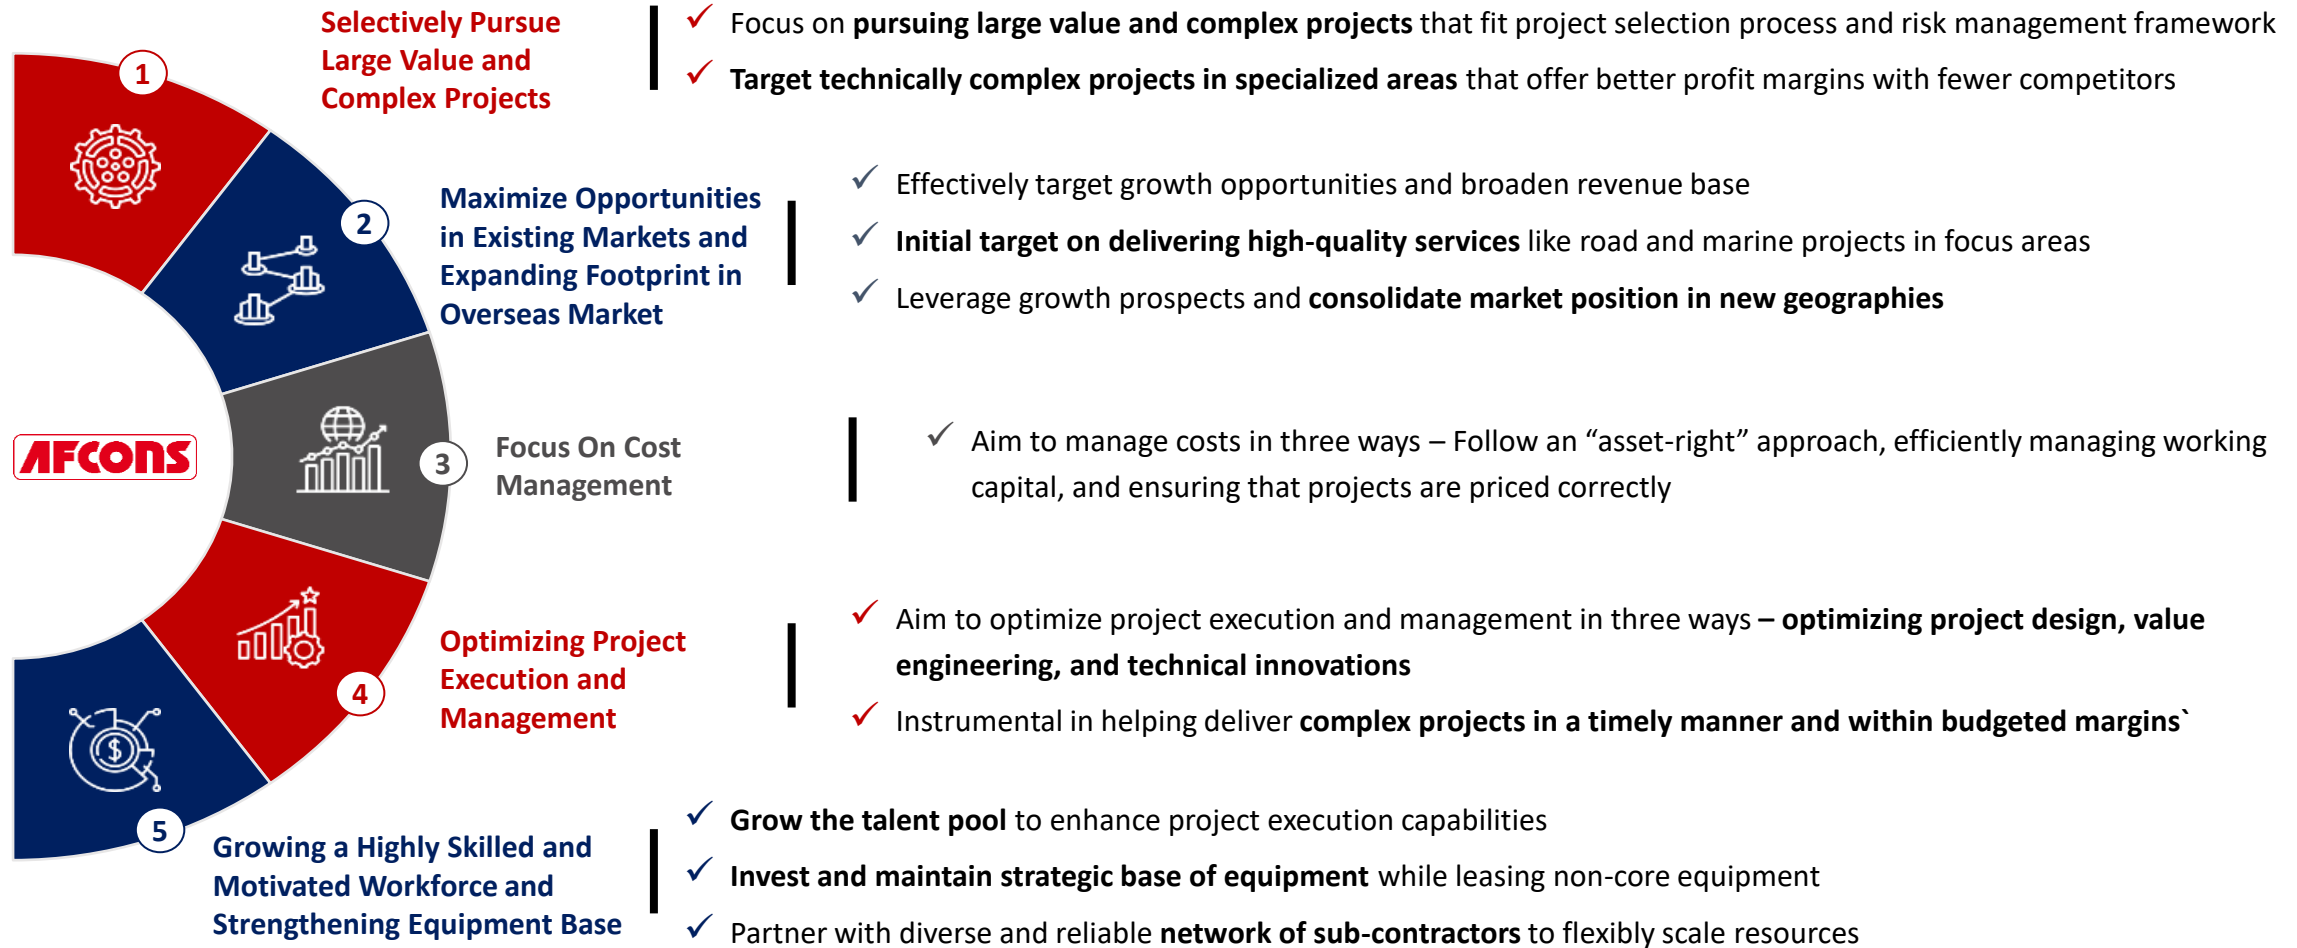 Selectively Pursue
Large Value and
Complex Projects
✓ Focus on pursuing large value and complex projects that fit project selection process and risk management framework
✓ Target technically complex projects in specialized areas that offer better profit margins with fewer competitors
1
Maximize Opportunities
in Existing Markets and
Expanding Footprint in
Overseas Market
✓ Effectively target growth opportunities and broaden revenue base
✓ Initial target on delivering high-quality services like road and marine projects in focus areas
✓ Leverage growth prospects and consolidate market position in new geographies
2
AFCONS
3
Focus On Cost
Management
✓ Aim to manage costs in three ways – Follow an “asset-right” approach, efficiently managing working
capital, and ensuring that projects are priced correctly
4
Optimizing Project
Execution and
Management
✓ Aim to optimize project execution and management in three ways – optimizing project design, value
engineering, and technical innovations
✓ Instrumental in helping deliver complex projects in a timely manner and within budgeted margins`
$
5
Growing a Highly Skilled and
Motivated Workforce and
Strengthening Equipment Base
✓ Grow the talent pool to enhance project execution capabilities
✓ Invest and maintain strategic base of equipment while leasing non-core equipment
✓ Partner with diverse and reliable network of sub-contractors to flexibly scale resources